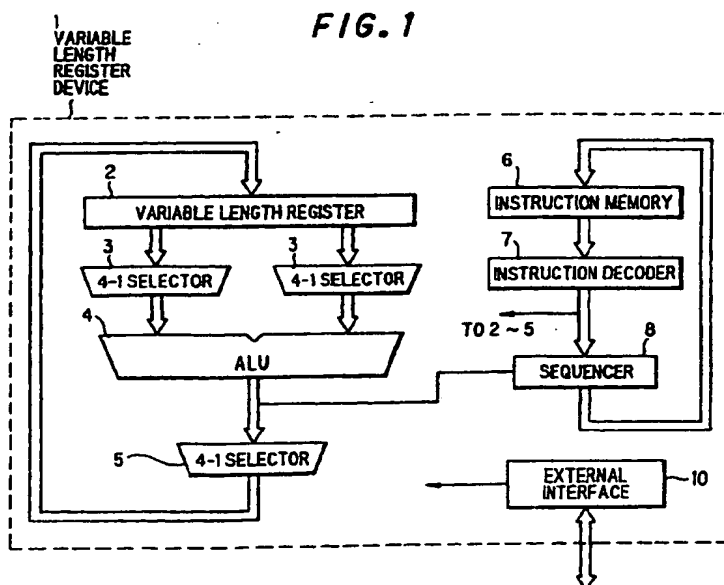 FIG. 1
1
VARIABLE
LENGTH
REGISTER
DEVICE
2
VARIABLE LENGTH REGISTER
3
4-1 SELECTOR
3
4-1 SELECTOR
4
ALU
5
4-1 SELECTOR
6
INSTRUCTION MEMORY
7
INSTRUCTION DECODER
TO 2 ~ 5
8
SEQUENCER
EXTERNAL
INTERFACE
10